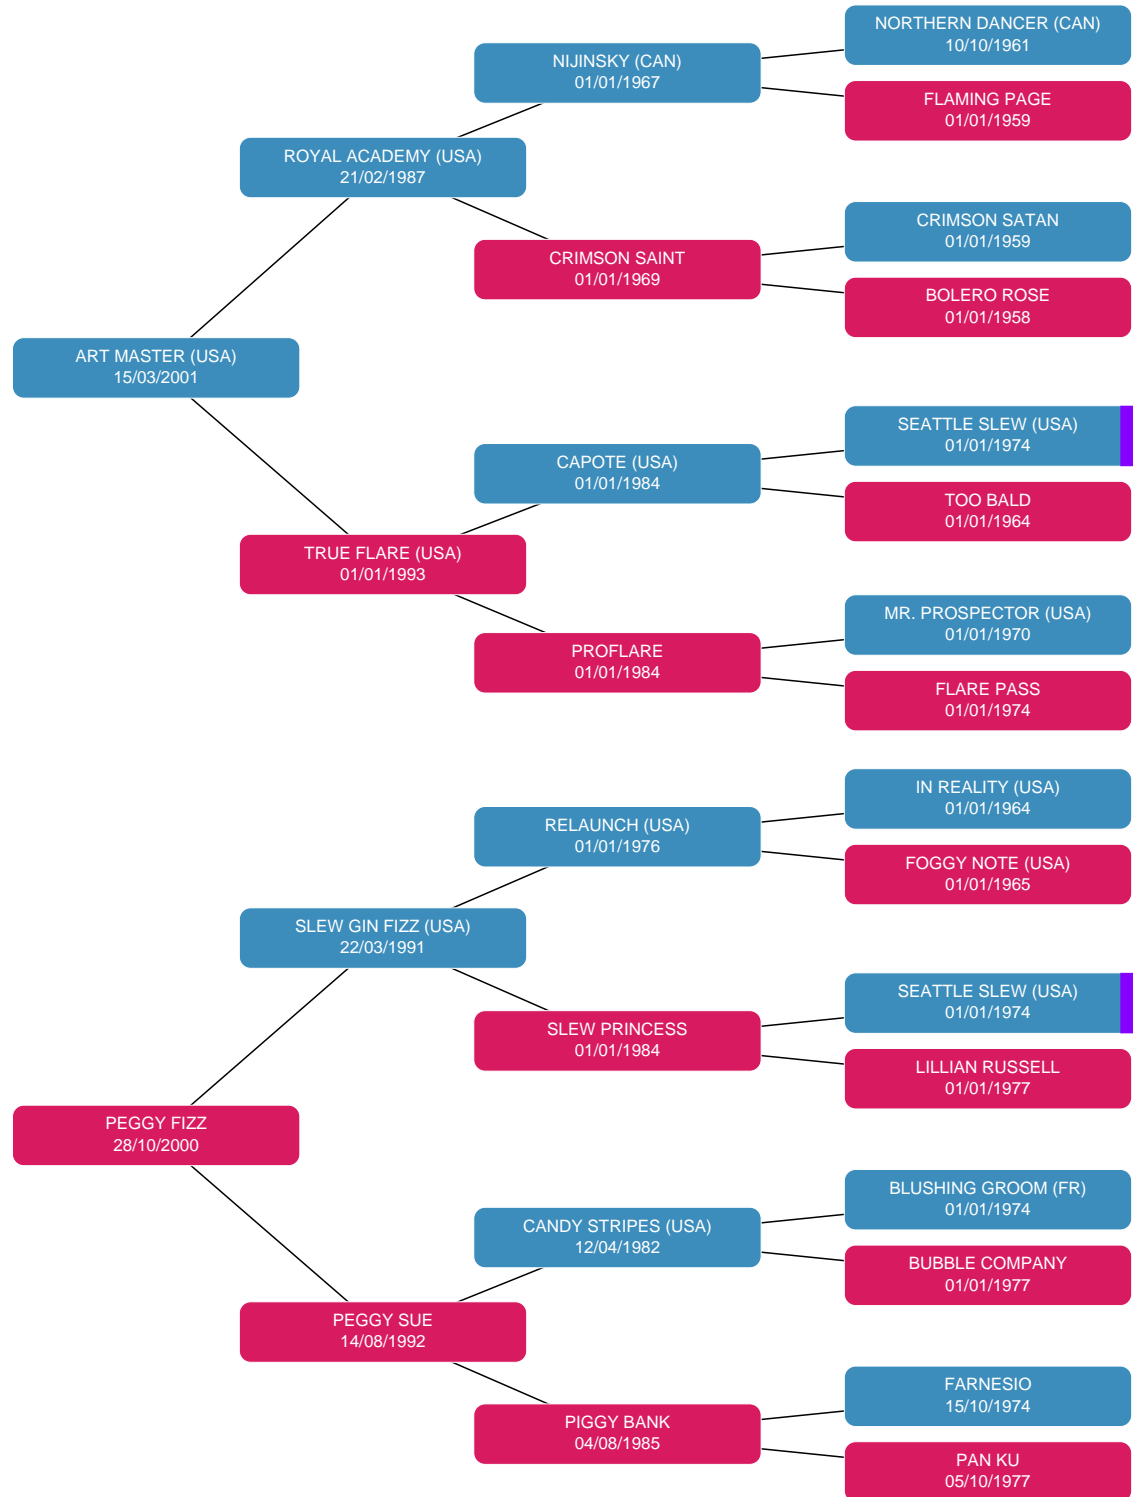 NORTHERN DANCER (CAN)
10/10/1961
NIJINSKY (CAN)
01/01/1967
FLAMING PAGE
01/01/1959
ROYAL ACADEMY (USA)
21/02/1987
CRIMSON SATAN
01/01/1959
CRIMSON SAINT
01/01/1969
BOLERO ROSE
01/01/1958
ART MASTER (USA)
15/03/2001
SEATTLE SLEW (USA)
01/01/1974
CAPOTE (USA)
01/01/1984
TOO BALD
01/01/1964
TRUE FLARE (USA)
01/01/1993
MR. PROSPECTOR (USA)
01/01/1970
PROFLARE
01/01/1984
FLARE PASS
01/01/1974
IN REALITY (USA)
01/01/1964
RELAUNCH (USA)
01/01/1976
FOGGY NOTE (USA)
01/01/1965
SLEW GIN FIZZ (USA)
22/03/1991
SEATTLE SLEW (USA)
01/01/1974
SLEW PRINCESS
01/01/1984
LILLIAN RUSSELL
01/01/1977
PEGGY FIZZ
28/10/2000
BLUSHING GROOM (FR)
01/01/1974
CANDY STRIPES (USA)
12/04/1982
BUBBLE COMPANY
01/01/1977
PEGGY SUE
14/08/1992
FARNESIO
15/10/1974
PIGGY BANK
04/08/1985
PAN KU
05/10/1977